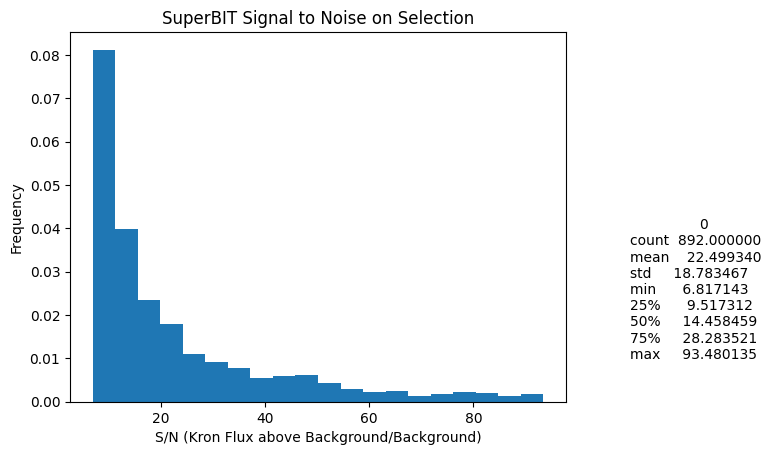 SuperBIT Signal to Noise on Selection
0.08
0.07
0.06
0.05
0.04
0.03
0.02
0.01
0.00
Frequency
20 40 60 80
S/N (Kron Flux above Background/Background)
0
count 892.000000
mean 22.499340
std 18.783467
min 6.817143
25% 9.517312
50% 14.458459
75% 28.283521
max 93.480135